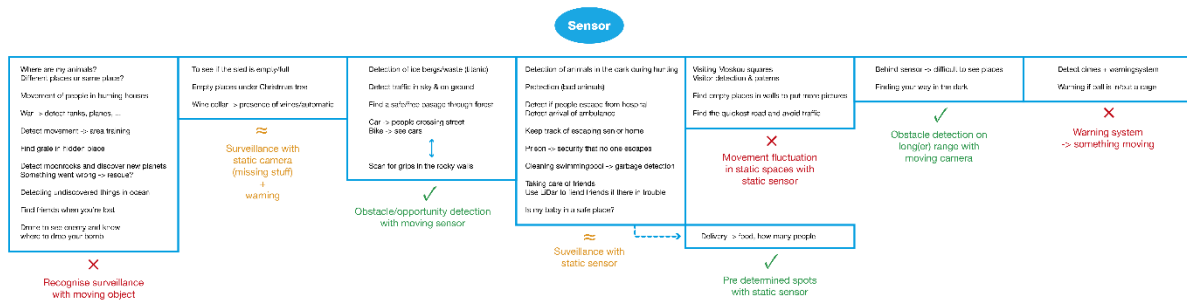 Sensor
Where are my animals?
Different places or same place?
Movement of people in burning houses
War -> detect tanks, planes, ...
Detect movement -> area training
Find grale in hidden place
Detect moonrocks and discover new planets
Something went wrong -> rescue?
Detecting undiscovered things in ocean
Find friends when you're lost
Drone to see enemy and know
where to drop your bomb
Recognise surveillance
with moving object
To see if the sled is empty/full
Empty places under Christmas tree
Wine cellar -> presence of wines/automatic
Surveillance with
static camera
(missing stuff)
+
warning
Detection of ice bergs/waste (titanic)
Detect traffic in sky & on ground
Find a safe/free passage through forest
Car -> people crossing street
Bike -> see cars
Scan for grips in the rocky walls
Obstacle/opportunity detection
with moving sensor
Detection of animals in the dark during hunting
Protection (bad animals)
Detect if people escape from hospital
Detect arrival of ambulance
Keep track of escaping senior home
Prison -> security that no one escapes
Cleaning swimmingpool -> garbage detection
Taking care of friends
Use LiDar to fiend friends if there in trouble
Is my baby in a safe place?
Suveillance with
static sensor
Visiting Moskou squares
Visitor detection & paterns
Find empty places in walls to put more pictures
Find the quickest road and avoid traffic
Movement fluctuation
in static spaces with
static sensor
Delivery -> food, how many people
Pre determined spots
with static sensor
Behind sensor -> difficult to see places
Finding your way in the dark
Obstacle detection on
long(er) range with
moving camera
Detect crimes + warningsystem
Warning if ball is in/out a cage
Warning system
-> something moving